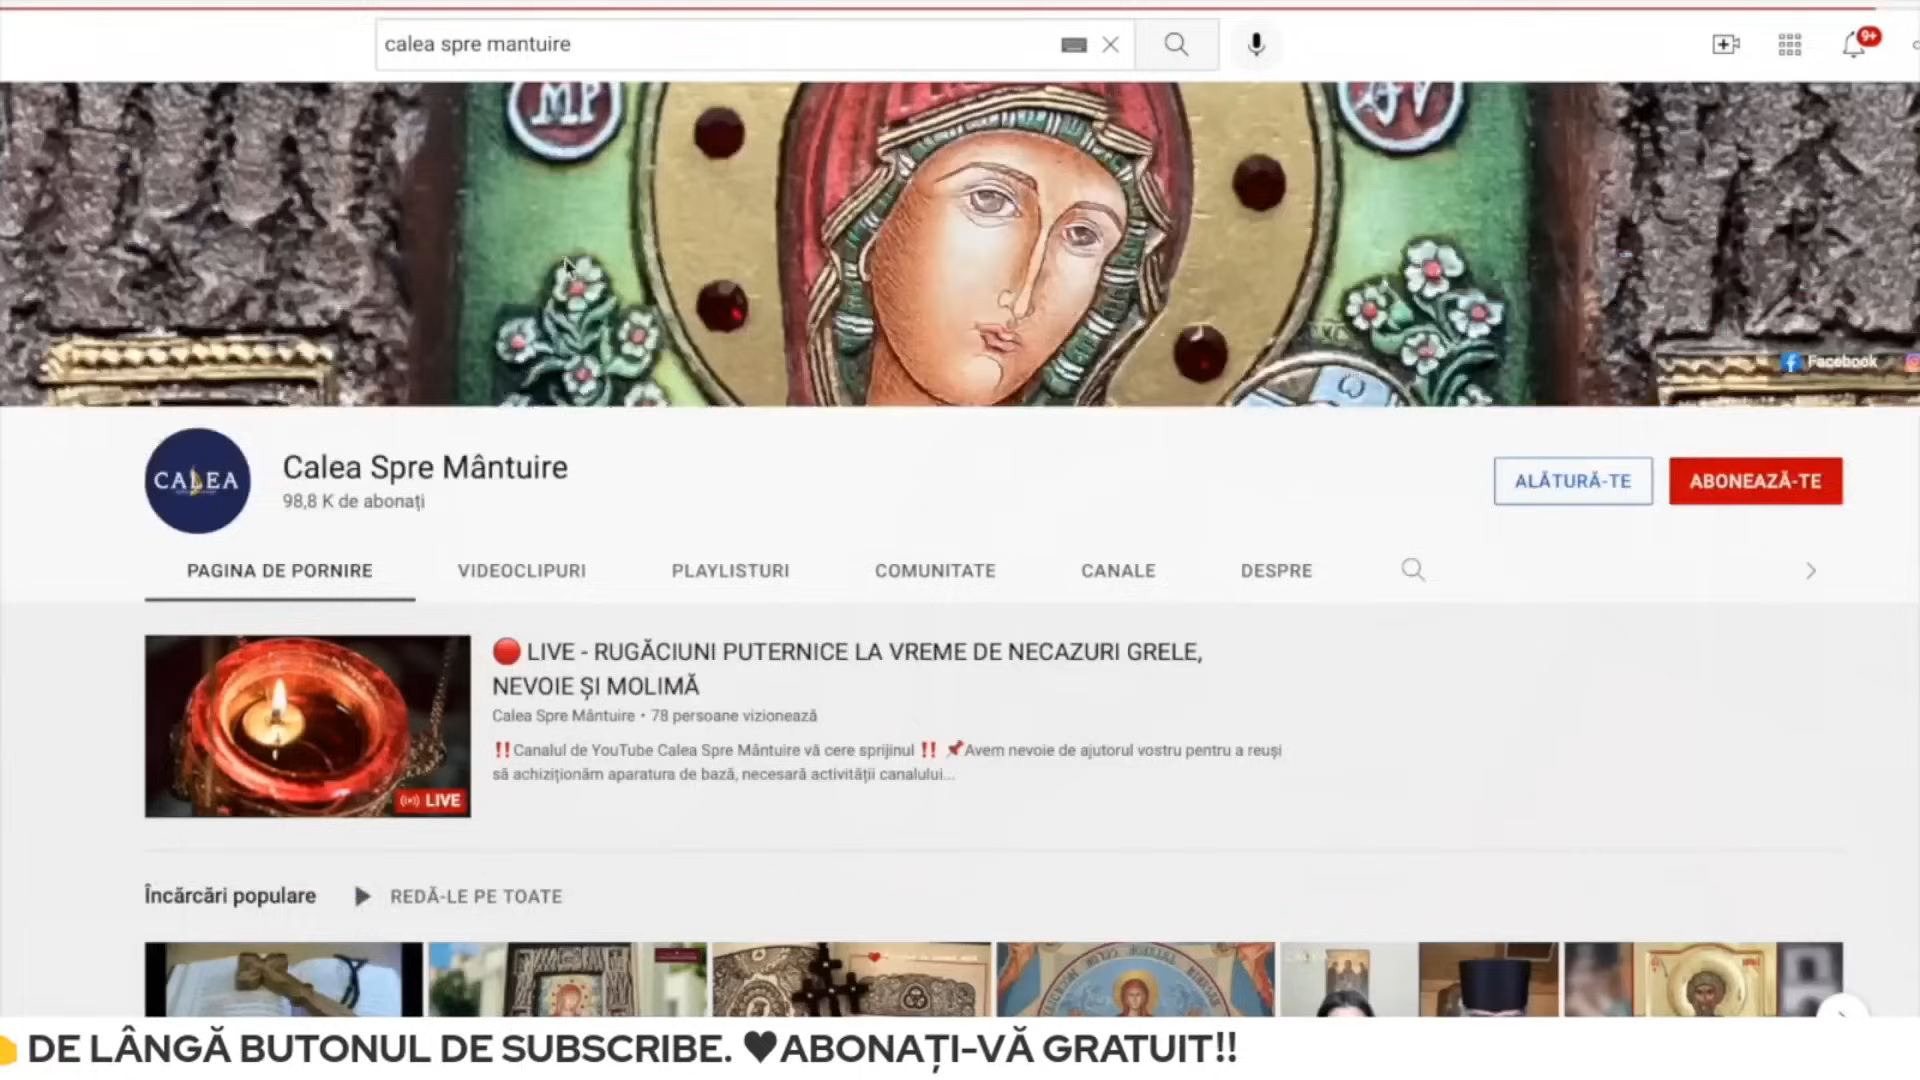 calea spre mantuire
9+
MP
Facebook
CALEA
Calea Spre Mântuire
98,8 K de abonați
ALĂTURĂ-TE
ABONEAZĂ-TE
PAGINA DE PORNIRE
VIDEOCLIPURI
PLAYLISTURI
COMUNITATE
CANALE
DESPRE
🔴 LIVE - RUGĂCIUNI PUTERNICE LA VREME DE NECAZURI GRELE,
NEVOIE ȘI MOLIMĂ
Calea Spre Mântuire • 78 persoane vizionează
‼️Canalul de YouTube Calea Spre Mântuire vă cere sprijinul ‼️ 📌Avem nevoie de ajutorul vostru pentru a reuși
să achiziționăm aparatura de bază, necesară activității canalului...
LIVE
Încărcări populare
REDĂ-LE PE TOATE
DE LÂNGĂ BUTONUL DE SUBSCRIBE. ♥ABONAȚI-VĂ GRATUIT!!